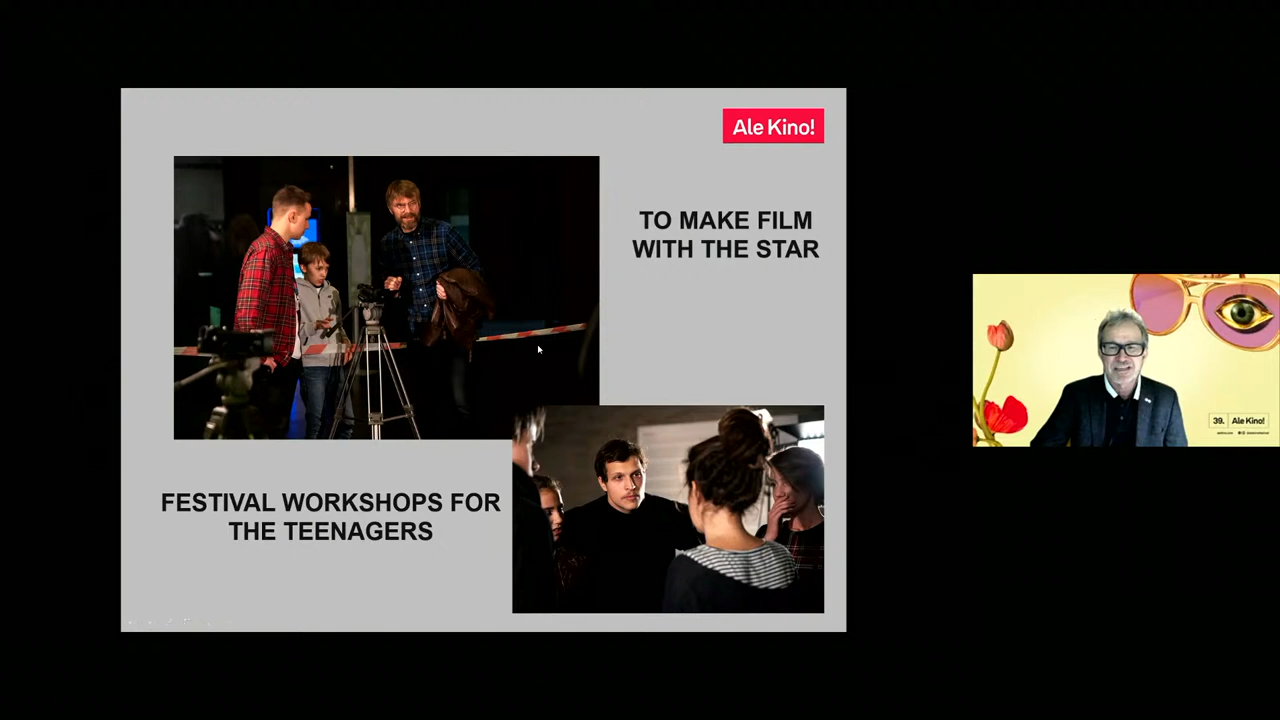 Ale Kino!
TO MAKE FILM
WITH THE STAR
FESTIVAL WORKSHOPS FOR
THE TEENAGERS
39. Ale Kino!